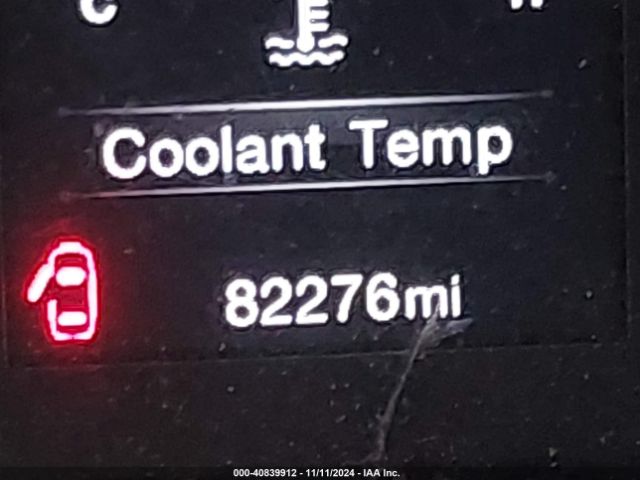 C
Coolant Temp
82276mi
000-40839912 - 11/11/2024 - IAA Inc.